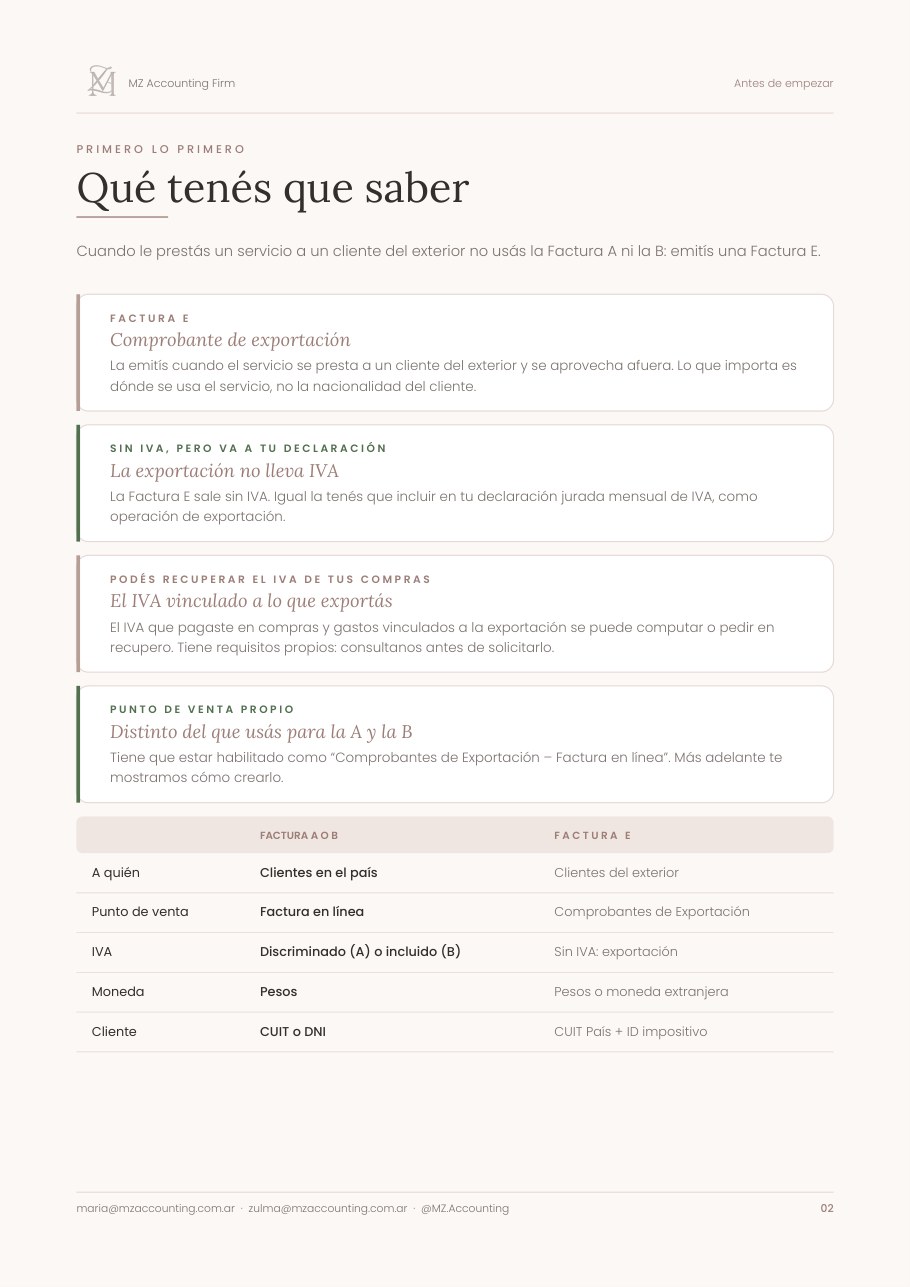 MZ Accounting Firm
Antes de empezar
PRIMERO LO PRIMERO
Qué tenés que saber
Cuando le prestás un servicio a un cliente del exterior no usás la Factura A ni la B: emitís una Factura E.
FACTURA E
Comprobante de exportación
La emitís cuando el servicio se presta a un cliente del exterior y se aprovecha afuera. Lo que importa es
dónde se usa el servicio, no la nacionalidad del cliente.
SIN IVA, PERO VA A TU DECLARACIÓN
La exportación no lleva IVA
La Factura E sale sin IVA. Igual la tenés que incluir en tu declaración jurada mensual de IVA, como
operación de exportación.
PODÉS RECUPERAR EL IVA DE TUS COMPRAS
El IVA vinculado a lo que exportás
El IVA que pagaste en compras y gastos vinculados a la exportación se puede computar o pedir en
recupero. Tiene requisitos propios: consultanos antes de solicitarlo.
PUNTO DE VENTA PROPIO
Distinto del que usás para la A y la B
Tiene que estar habilitado como “Comprobantes de Exportación – Factura en línea”. Más adelante te
mostramos cómo crearlo.
FACTURA A O B FACTURA E
A quién Clientes en el país Clientes del exterior
Punto de venta Factura en línea Comprobantes de Exportación
IVA Discriminado (A) o incluido (B) Sin IVA: exportación
Moneda Pesos Pesos o moneda extranjera
Cliente CUIT o DNI CUIT País + ID impositivo
maria@mzaccounting.com.ar · zulma@mzaccounting.com.ar · @MZ.Accounting
02